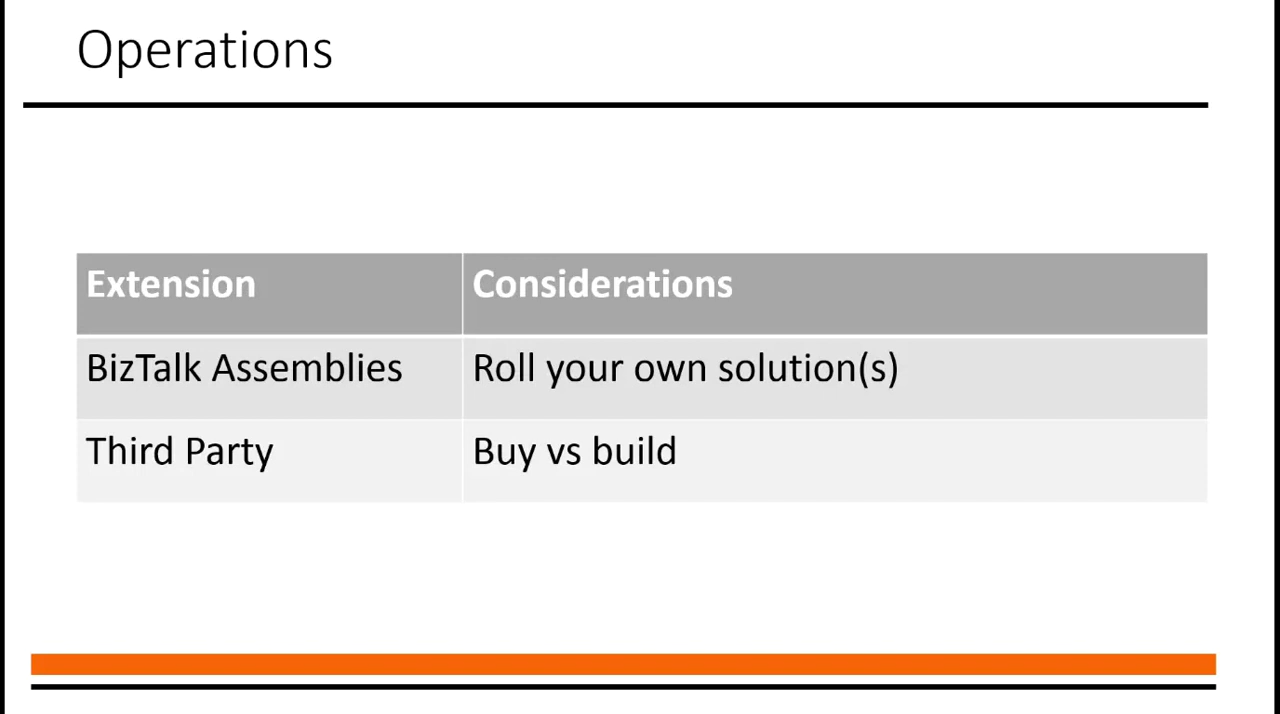 Operations
Extension Considerations
BizTalk Assemblies Roll your own solution(s)
Third Party Buy vs build